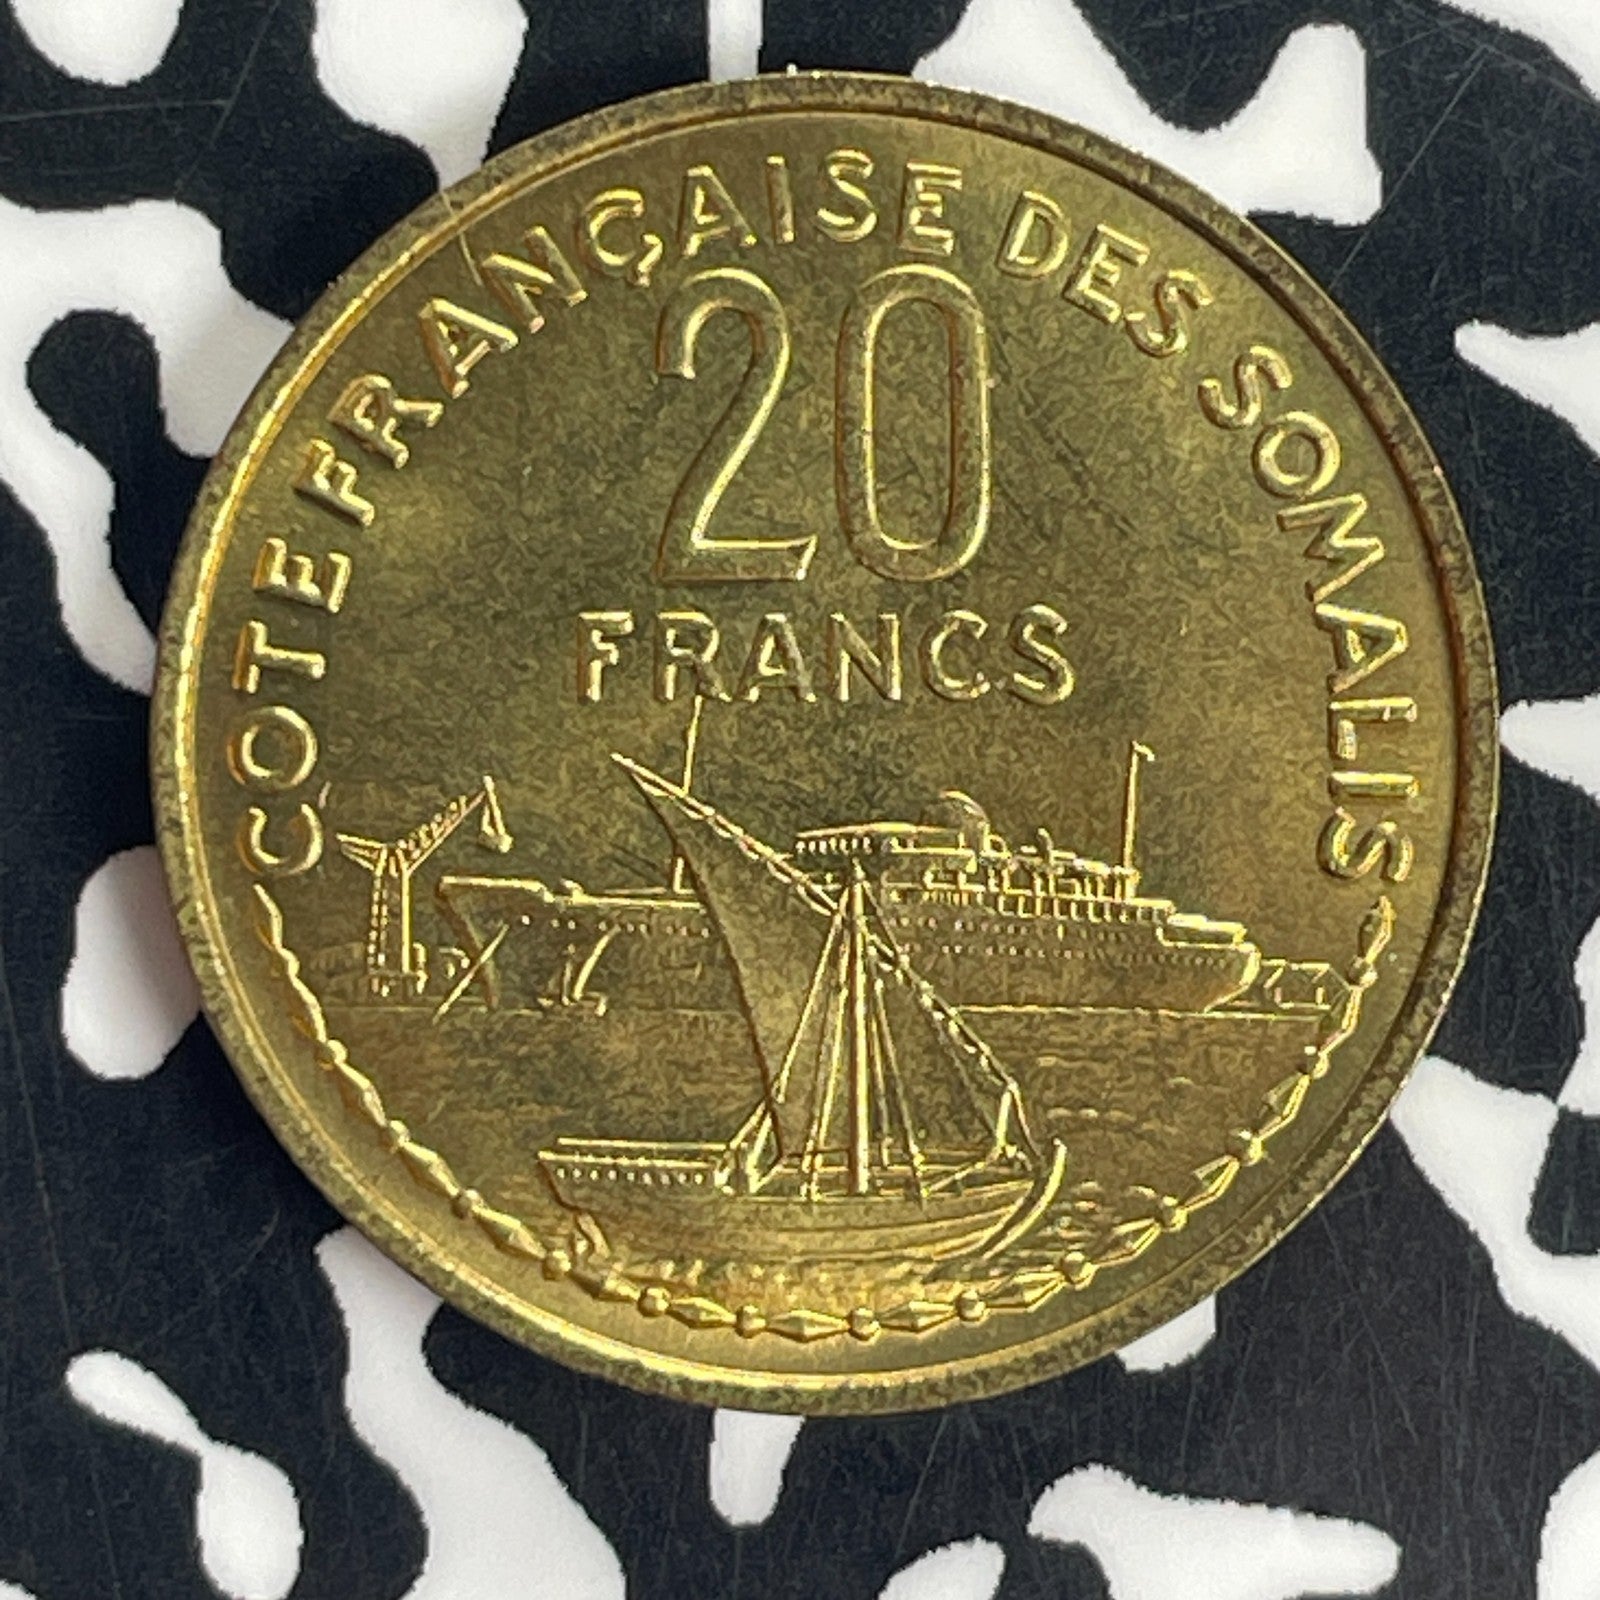 COTE FRANÇAISE DES SOMALIS
20
FRANCS